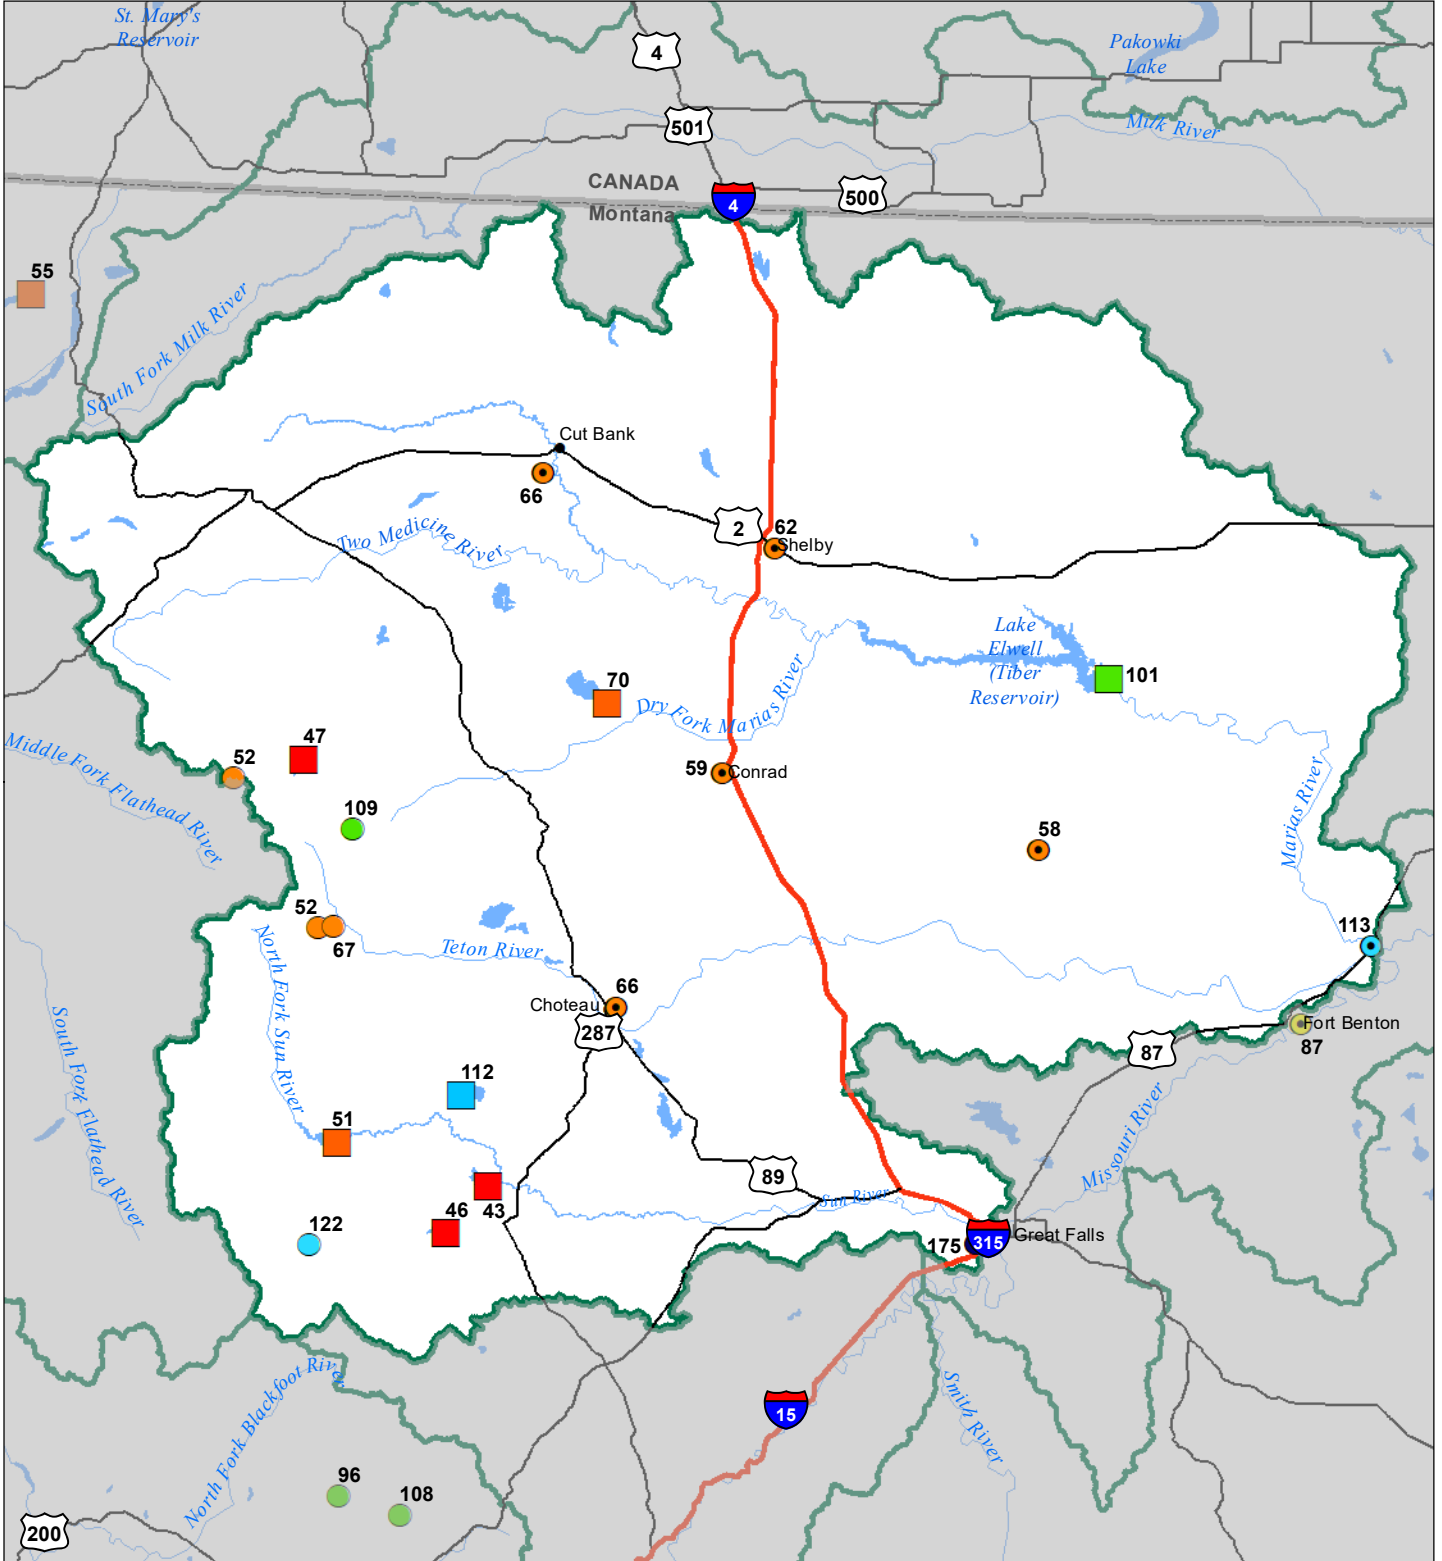 St. Mary's
Reservoir
4
Pakowki
Lake
501
Milk River
CANADA
Montana
4
500
55
South Fork Milk River
Cut Bank
66
2
62
Shelby
Two Medicine River
Lake
Elwell
(Tiber
Reservoir)
101
70
Dry Fork Marias River
47
52
Middle Fork Flathead River
59
Conrad
109
58
Marias River
52
67
North Fork Sun River
Teton River
113
66
Choteau
287
Fort Benton
87
87
South Fork Flathead River
112
51
Missouri River
46
43
89
Sun River
122
175
315
Great Falls
15
Smith River
North Fork Blackfoot River
96
108
200